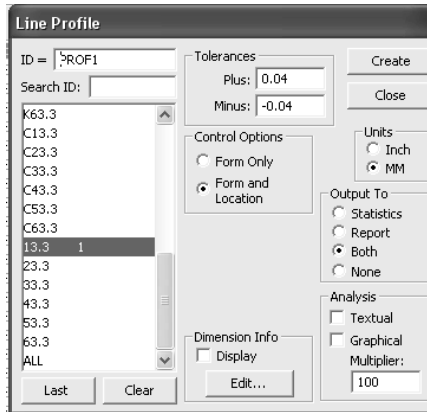 Line Profile
ID = PROF1
Search ID:
K63.3
C13.3
C23.3
C33.3
C43.3
C53.3
C63.3
13.3 1
23.3
33.3
43.3
53.3
63.3
ALL
Last Clear
Tolerances
Plus: 0.04
Minus: -0.04
Control Options
Form Only
Form and
Location
Dimension Info
Display
Edit...
Create
Close
Units
Inch
MM
Output To
Statistics
Report
Both
None
Analysis
Textual
Graphical
Multiplier:
100